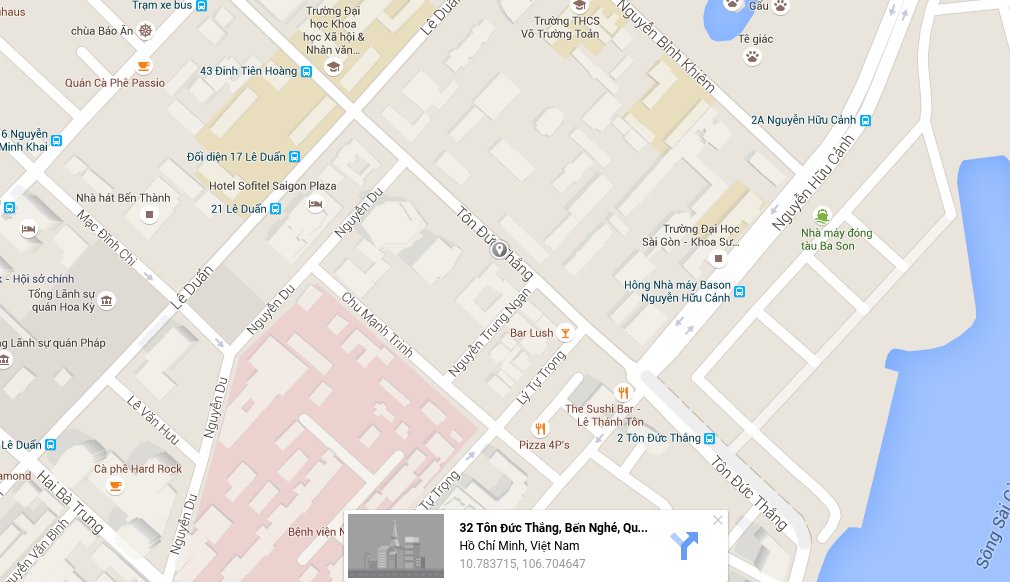 Trạm xe bus
chùa Báo Ân
Quán Cà Phê Passio
Trường Đại
học Khoa
học Xã hội &
Nhân văn...
Lê Duẩn
43 Đinh Tiên Hoàng
Trường THCS
Võ Trường Toản
Nguyễn Bỉnh Khiêm
Gấu
Tê giác
2A Nguyễn Hữu Cảnh
6 Nguyễn
Minh Khai
Đối diện 17 Lê Duẩn
Hotel Sofitel Saigon Plaza
21 Lê Duẩn
Nhà hát Bến Thành
Nguyễn Du
Mạc Đĩnh Chi
Tôn Đức Thắng
Nguyễn Hữu Cảnh
Trường Đại Học
Sài Gòn - Khoa Sư...
Nhà máy đóng
tàu Ba Son
- Hội sở chính
Tổng Lãnh sự
quán Hoa Kỳ
Lê Duẩn
Nguyễn Du
Chu Mạnh Trinh
Nguyễn Trung Ngạn
Hông Nhà máy Bason
Nguyễn Hữu Cảnh
Bar Lush
Lãnh sự quán Pháp
Lý Tự Trọng
Nguyễn Du
Lê Văn Hưu
The Sushi Bar -
Lê Thánh Tôn
Pizza 4P's
2 Tôn Đức Thắng
Lê Duẩn
Cà phê Hard Rock
Hai Bà Trưng
Tôn Đức Thắng
Tự Trọng
Nguyễn Du
Nguyễn Văn Bình
Bệnh viện N
Sông Sài G
32 Tôn Đức Thắng, Bến Nghé, Qu...
Hồ Chí Minh, Việt Nam
10.783715, 106.704647